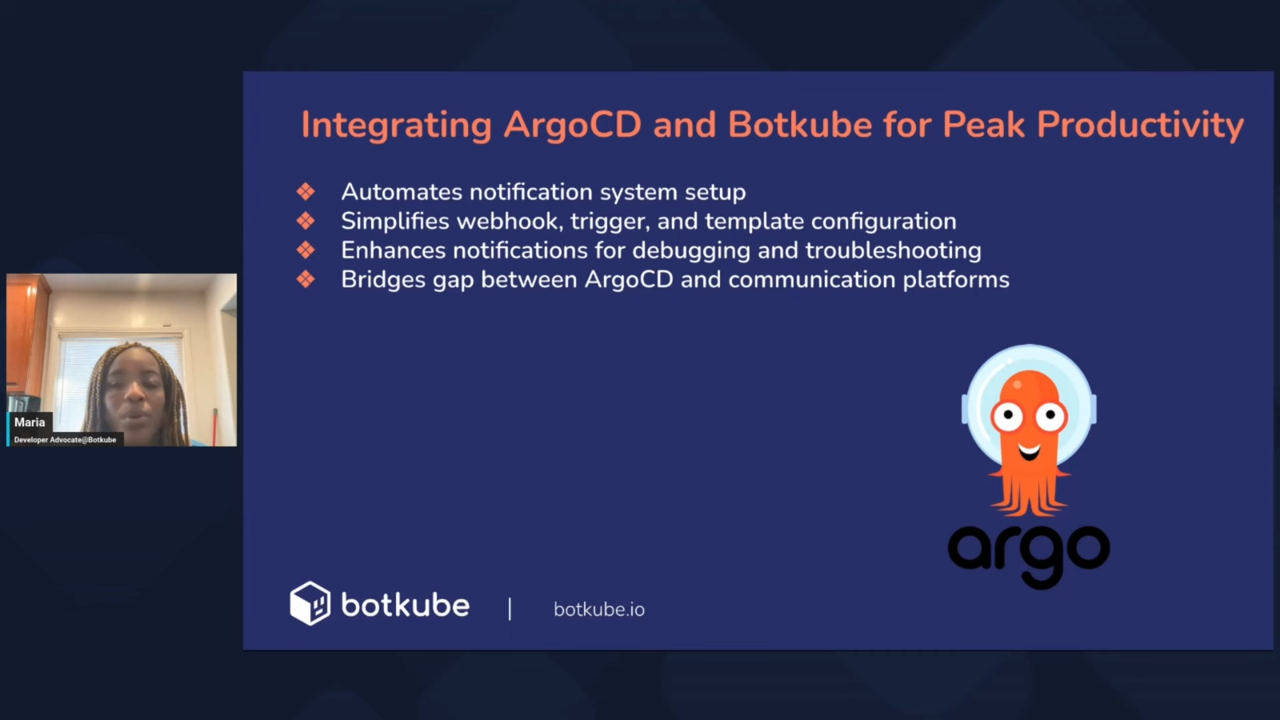 Integrating ArgoCD and Botkube for Peak Productivity
❖ Automates notification system setup
❖ Simplifies webhook, trigger, and template configuration
❖ Enhances notifications for debugging and troubleshooting
❖ Bridges gap between ArgoCD and communication platforms
Maria
Developer Advocate@Botkube
argo
botkube | botkube.io